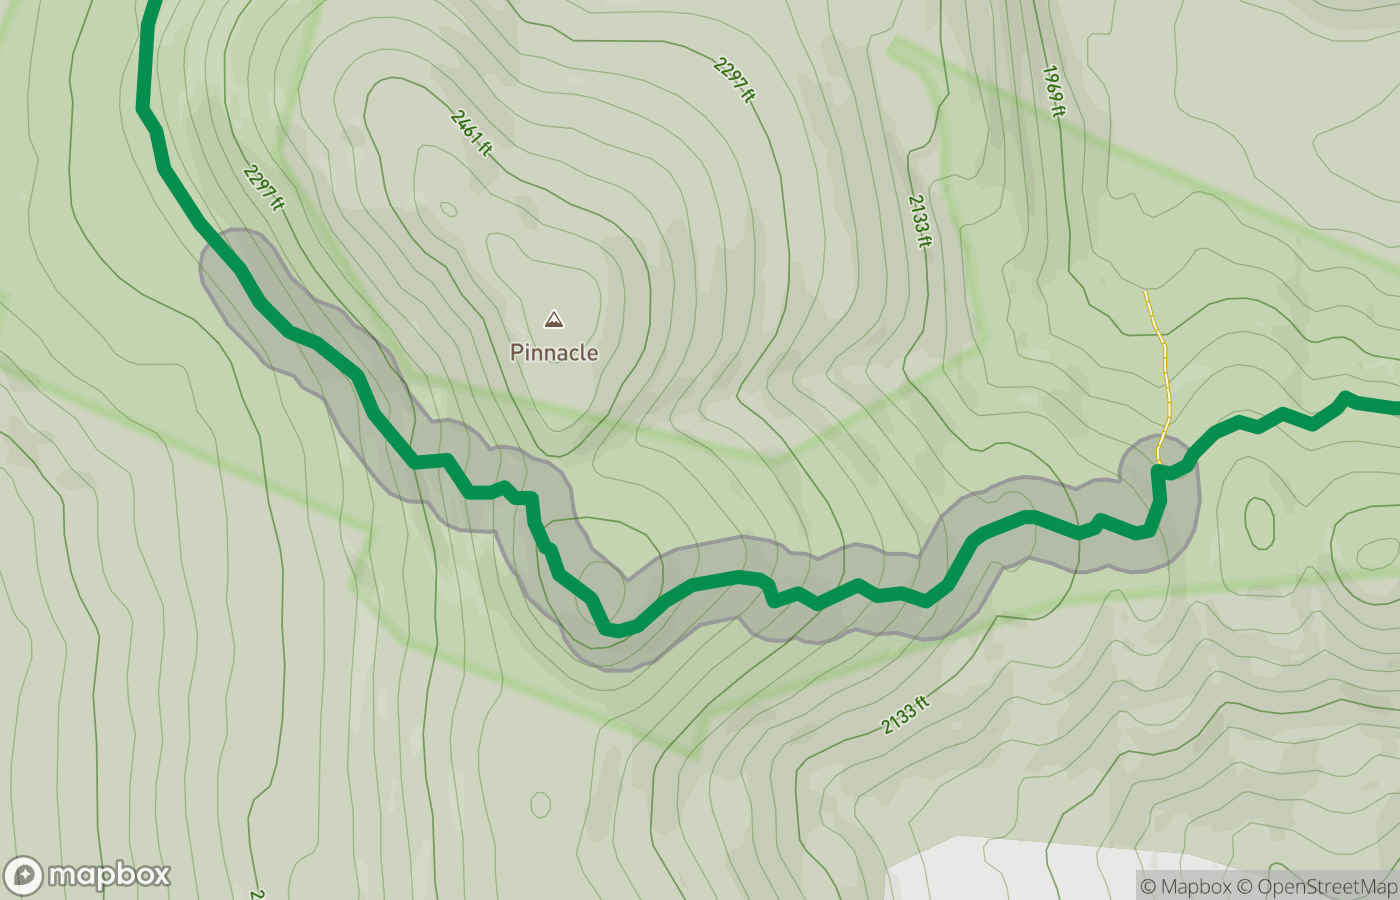 2297 ft
1969 ft
2461 ft
2297 ft
2133 ft
Pinnacle
2133 ft
mapbox
© Mapbox © OpenStreetMap